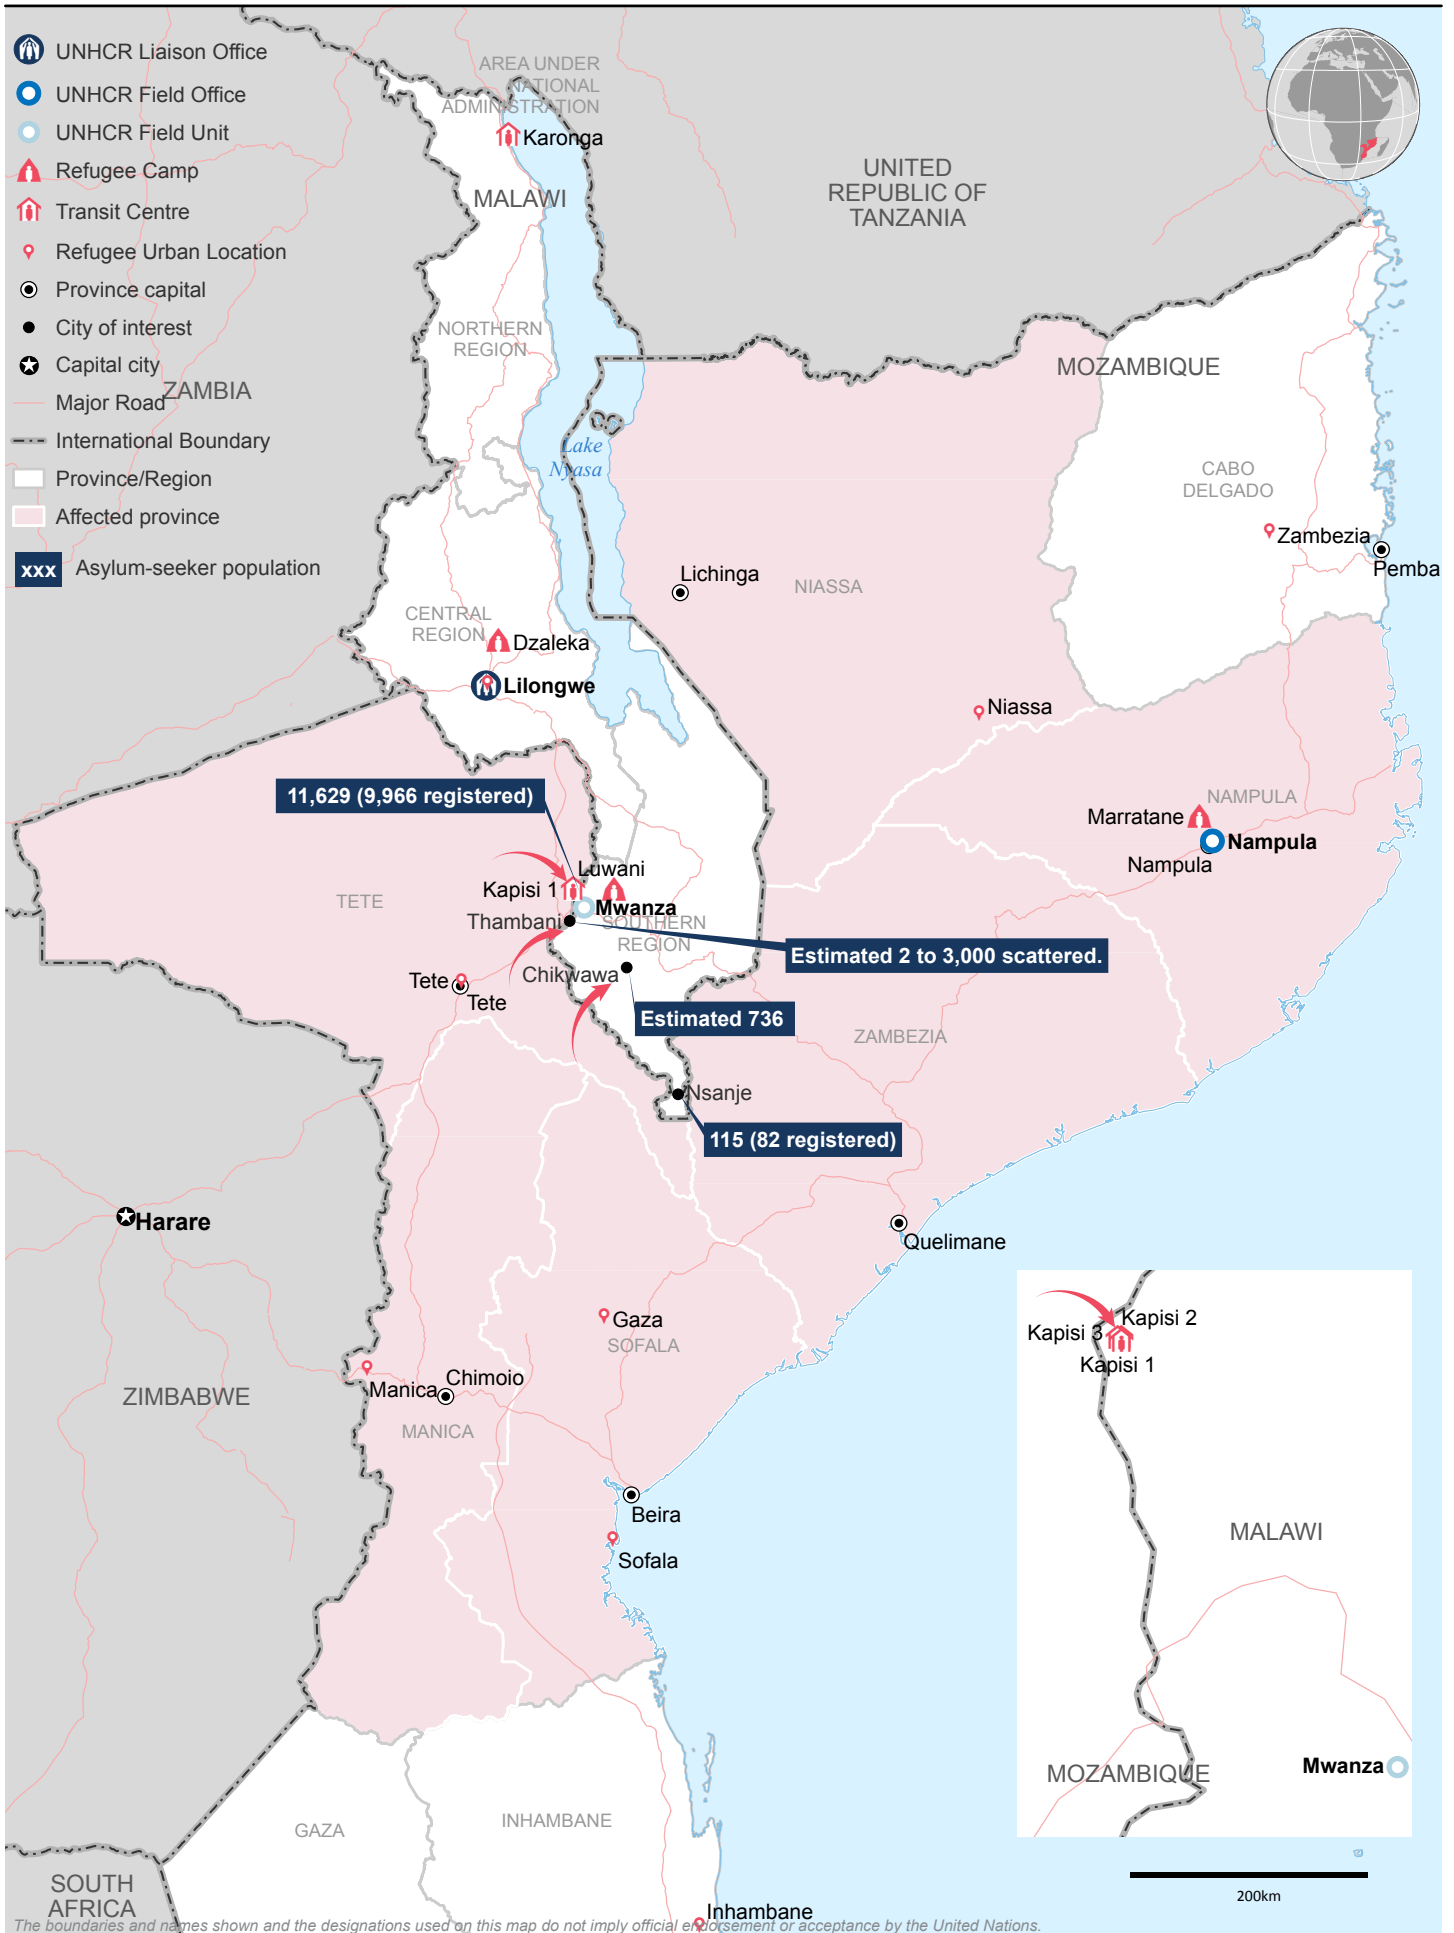 UNHCR Liaison Office
UNHCR Field Office
UNHCR Field Unit
Refugee Camp
Transit Centre
Refugee Urban Location
Province capital
City of interest
Capital city
Major Road
International Boundary
Province/Region
Affected province
xxx Asylum-seeker population
AREA UNDER
NATIONAL
ADMINISTRATION
Karonga
MALAWI
UNITED
REPUBLIC OF
TANZANIA
ZAMBIA
NORTHERN
REGION
MOZAMBIQUE
Lake
Nyasa
CABO
DELGADO
Zambezia
Pemba
Lichinga
NIASSA
CENTRAL
REGION
Dzaleka
Lilongwe
Niassa
11,629 (9,966 registered)
NAMPULA
Marratane
Nampula
Nampula
Luwani
Kapisi 1
TETE
Mwanza
Thambani
SOUTHERN
REGION
Estimated 2 to 3,000 scattered.
Chikwawa
Tete
Tete
Estimated 736
ZAMBEZIA
Nsanje
115 (82 registered)
Harare
Quelimane
Gaza
SOFALA
Manica
Chimoio
ZIMBABWE
MANICA
Beira
Sofala
Kapisi 2
Kapisi 3
Kapisi 1
MALAWI
MOZAMBIQUE
Mwanza
GAZA
INHAMBANE
SOUTH
AFRICA
200km
Inhambane
The boundaries and names shown and the designations used on this map do not imply official endorsement or acceptance by the United Nations.